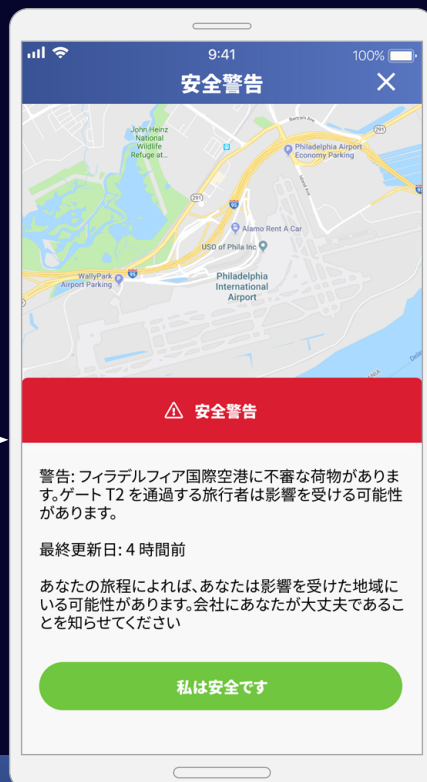 9:41
100%
安全警告
Bartram Ave
291
John Heinz
National
Wildlife
Refuge at...
Philadelphia Airport
Economy Parking
Island Ave
291
95
Alamo Rent A Car
USO of Phila Inc
WallyPark
Airport Parking
95
Philadelphia
International
Airport
安全警告
警告: フィラデルフィア国際空港に不審な荷物がありま
す。ゲート T2 を通過する旅行者は影響を受ける可能性
があります。
最終更新日: 4 時間前
あなたの旅程によれば、あなたは影響を受けた地域に
いる可能性があります。会社にあなたが大丈夫であるこ
とを知らせてください
私は安全です